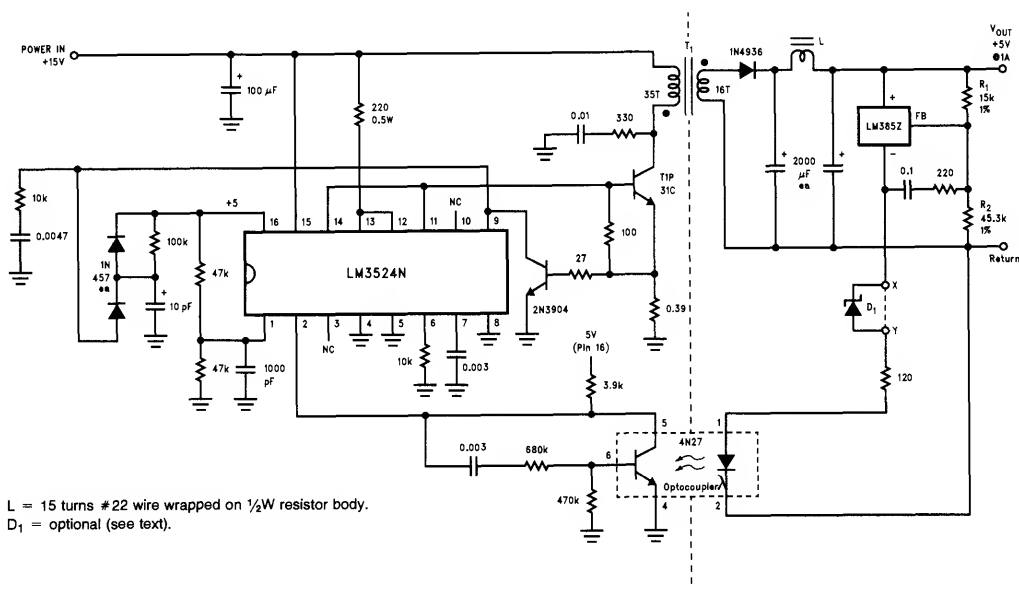 POWER IN
+15V
100 µF
+
220
0.5W
35T
T1
16T
1N4936
L
VOUT
+5V
@1A
R1
15k
1%
LM385Z
FB
+
−
0.01
330
T1P
31C
2000
µF
ea
+
+
0.1
220
R2
45.3k
1%
Return
10k
0.0047
+5
1N
457
ea
100k
+
10 pF
47k
16
15
14
13
12
11
NC
10
9
LM3524N
1
2
3
4
5
6
7
8
NC
100
27
2N3904
0.39
47k
1000
pF
10k
0.003
5V
(Pin 16)
3.9k
X
D1
Y
120
0.003
680k
470k
6
5
4N27
1
Optocoupler
4
2
L = 15 turns #22 wire wrapped on ½W resistor body.
D1 = optional (see text).